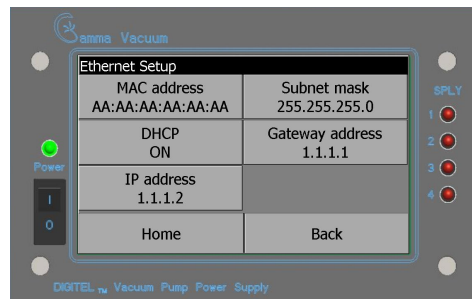 Gamma Vacuum
Ethernet Setup
MAC address
AA:AA:AA:AA:AA:AA
Subnet mask
255.255.255.0
DHCP
ON
Gateway address
1.1.1.1
IP address
1.1.1.2
Home
Back
Power
I
0
SPLY
1
2
3
4
DIGITEL TM Vacuum Pump Power Supply